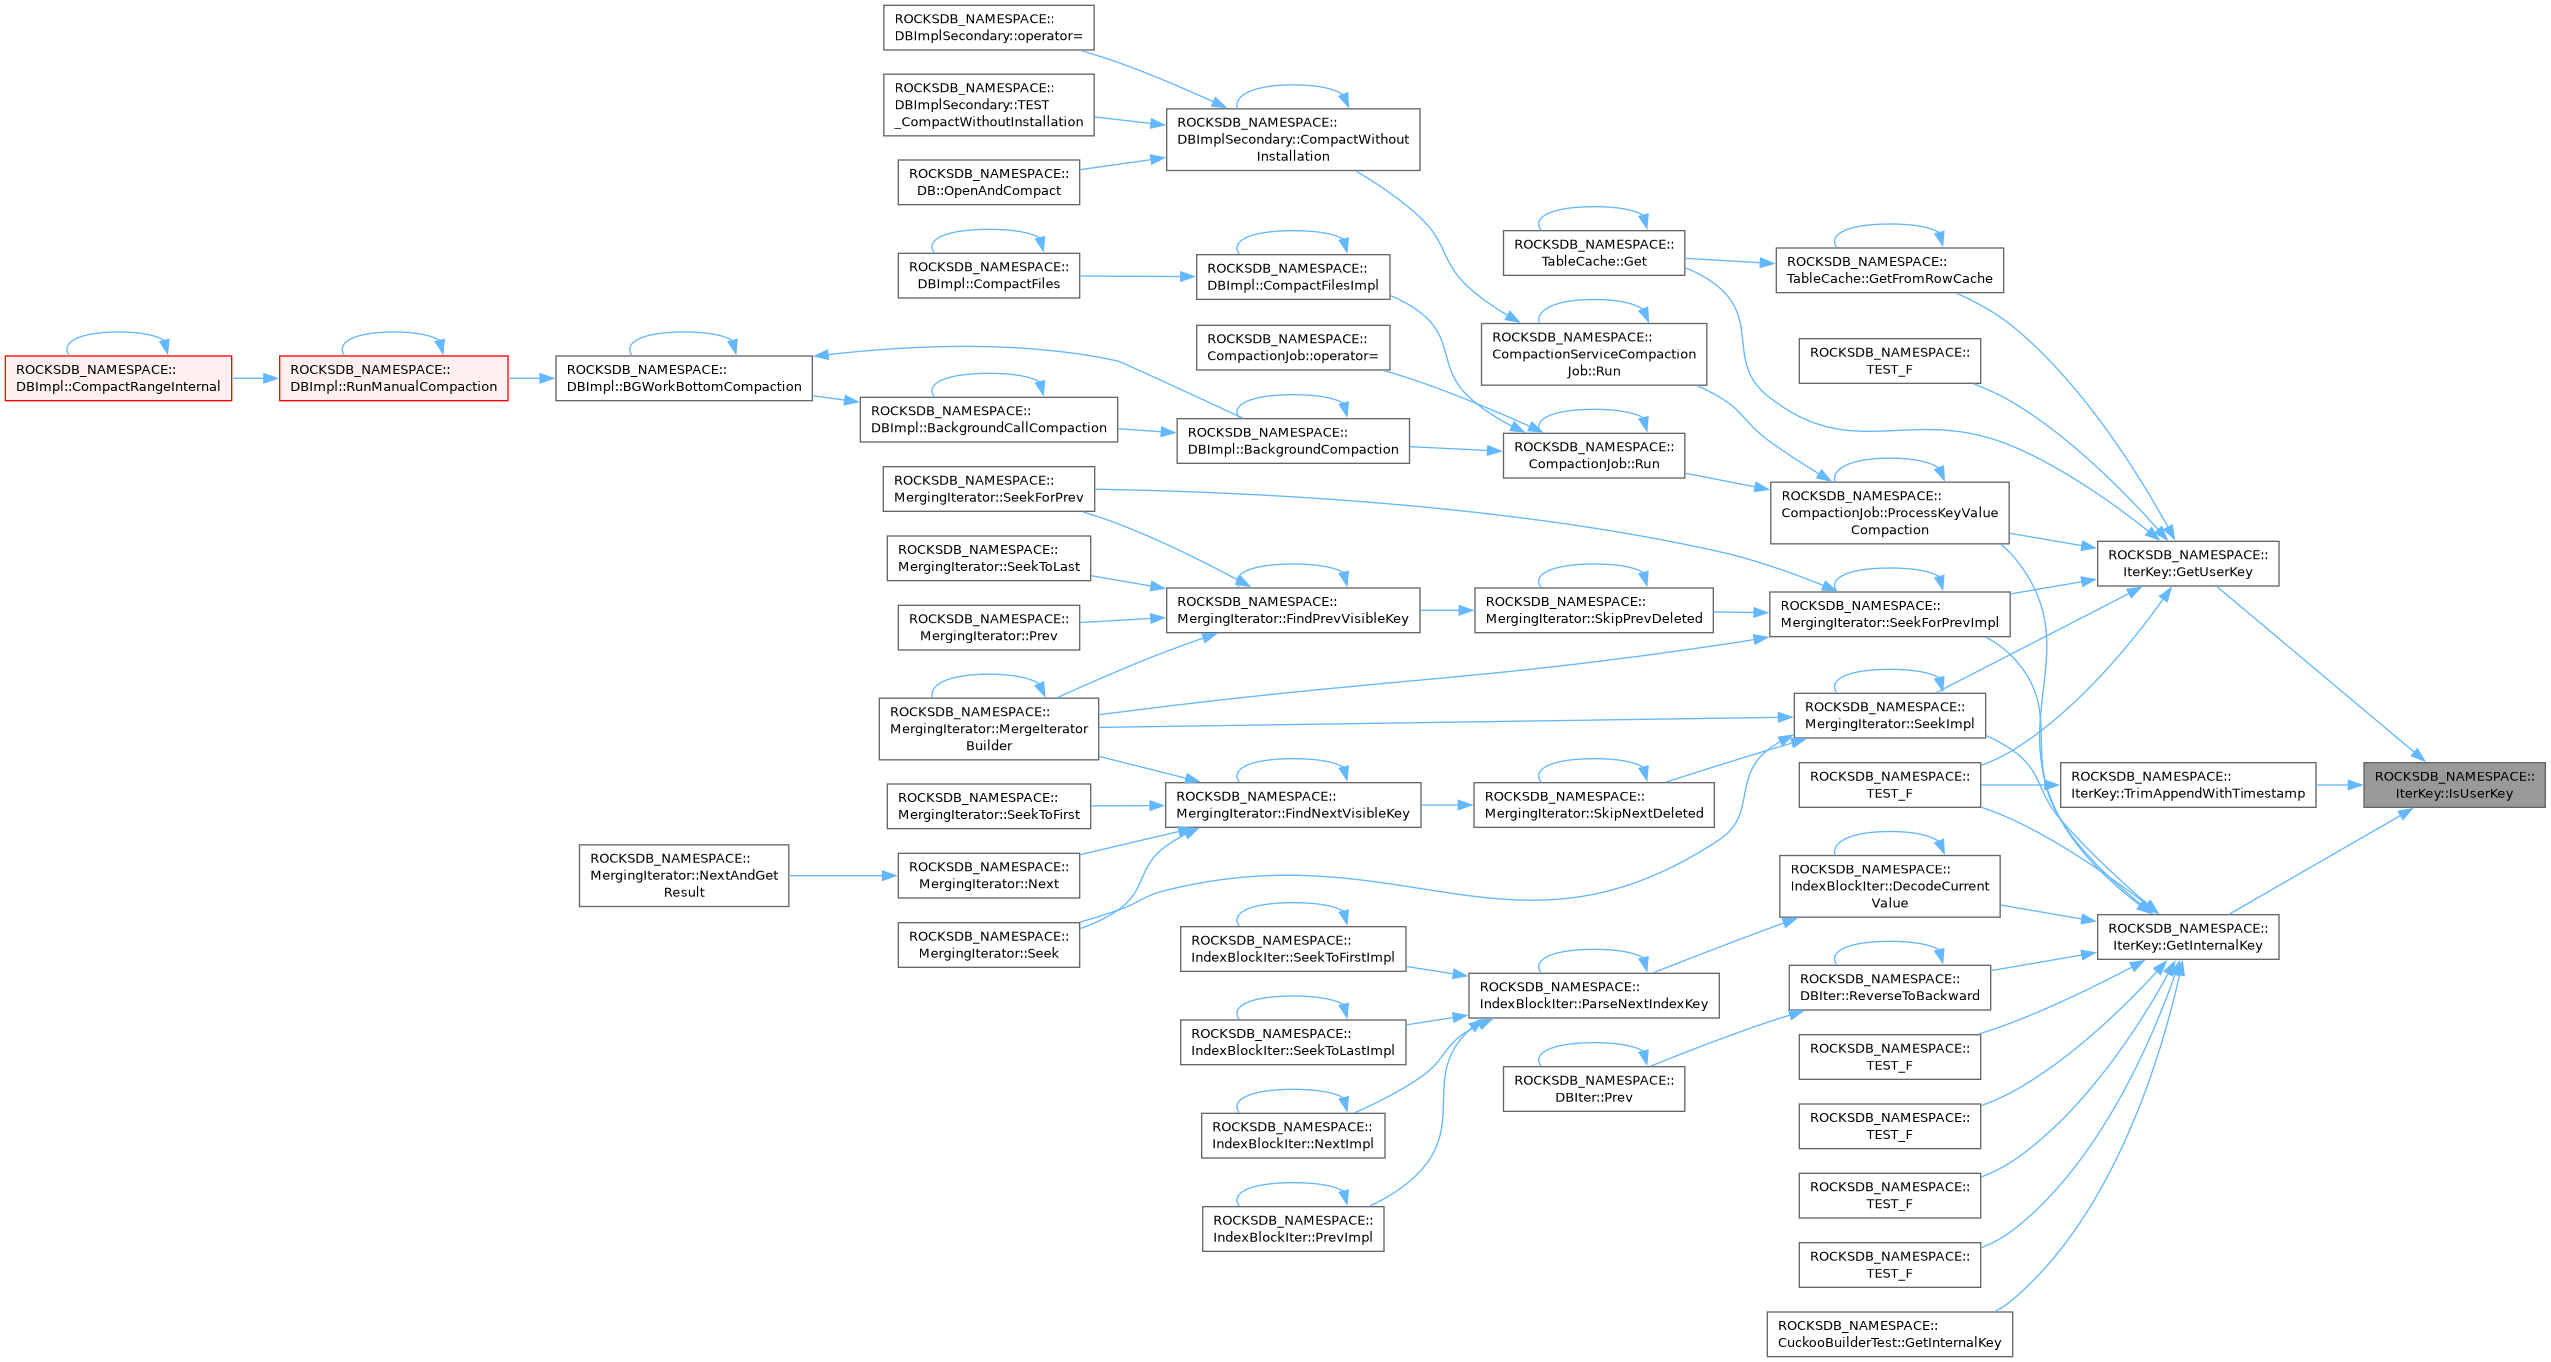 ROCKSDB_NAMESPACE::
DBImplSecondary::operator=
ROCKSDB_NAMESPACE::
DBImplSecondary::TEST
_CompactWithoutInstallation
ROCKSDB_NAMESPACE::
DBImplSecondary::CompactWithout
Installation
ROCKSDB_NAMESPACE::
DB::OpenAndCompact
ROCKSDB_NAMESPACE::
TableCache::Get
ROCKSDB_NAMESPACE::
TableCache::GetFromRowCache
ROCKSDB_NAMESPACE::
DBImpl::CompactFiles
ROCKSDB_NAMESPACE::
DBImpl::CompactFilesImpl
ROCKSDB_NAMESPACE::
CompactionJob::operator=
ROCKSDB_NAMESPACE::
CompactionServiceCompaction
Job::Run
ROCKSDB_NAMESPACE::
TEST_F
ROCKSDB_NAMESPACE::
DBImpl::CompactRangeInternal
ROCKSDB_NAMESPACE::
DBImpl::RunManualCompaction
ROCKSDB_NAMESPACE::
DBImpl::BGWorkBottomCompaction
ROCKSDB_NAMESPACE::
DBImpl::BackgroundCallCompaction
ROCKSDB_NAMESPACE::
DBImpl::BackgroundCompaction
ROCKSDB_NAMESPACE::
CompactionJob::Run
ROCKSDB_NAMESPACE::
MergingIterator::SeekForPrev
ROCKSDB_NAMESPACE::
CompactionJob::ProcessKeyValue
Compaction
ROCKSDB_NAMESPACE::
MergingIterator::SeekToLast
ROCKSDB_NAMESPACE::
IterKey::GetUserKey
ROCKSDB_NAMESPACE::
MergingIterator::Prev
ROCKSDB_NAMESPACE::
MergingIterator::FindPrevVisibleKey
ROCKSDB_NAMESPACE::
MergingIterator::SkipPrevDeleted
ROCKSDB_NAMESPACE::
MergingIterator::SeekForPrevImpl
ROCKSDB_NAMESPACE::
MergingIterator::MergeIterator
Builder
ROCKSDB_NAMESPACE::
MergingIterator::SeekImpl
ROCKSDB_NAMESPACE::
MergingIterator::SeekToFirst
ROCKSDB_NAMESPACE::
MergingIterator::FindNextVisibleKey
ROCKSDB_NAMESPACE::
MergingIterator::SkipNextDeleted
ROCKSDB_NAMESPACE::
TEST_F
ROCKSDB_NAMESPACE::
IterKey::TrimAppendWithTimestamp
ROCKSDB_NAMESPACE::
IterKey::IsUserKey
ROCKSDB_NAMESPACE::
MergingIterator::NextAndGet
Result
ROCKSDB_NAMESPACE::
MergingIterator::Next
ROCKSDB_NAMESPACE::
IndexBlockIter::DecodeCurrent
Value
ROCKSDB_NAMESPACE::
MergingIterator::Seek
ROCKSDB_NAMESPACE::
IndexBlockIter::SeekToFirstImpl
ROCKSDB_NAMESPACE::
IterKey::GetInternalKey
ROCKSDB_NAMESPACE::
IndexBlockIter::ParseNextIndexKey
ROCKSDB_NAMESPACE::
DBIter::ReverseToBackward
ROCKSDB_NAMESPACE::
IndexBlockIter::SeekToLastImpl
ROCKSDB_NAMESPACE::
TEST_F
ROCKSDB_NAMESPACE::
DBIter::Prev
ROCKSDB_NAMESPACE::
IndexBlockIter::NextImpl
ROCKSDB_NAMESPACE::
TEST_F
ROCKSDB_NAMESPACE::
TEST_F
ROCKSDB_NAMESPACE::
IndexBlockIter::PrevImpl
ROCKSDB_NAMESPACE::
TEST_F
ROCKSDB_NAMESPACE::
CuckooBuilderTest::GetInternalKey